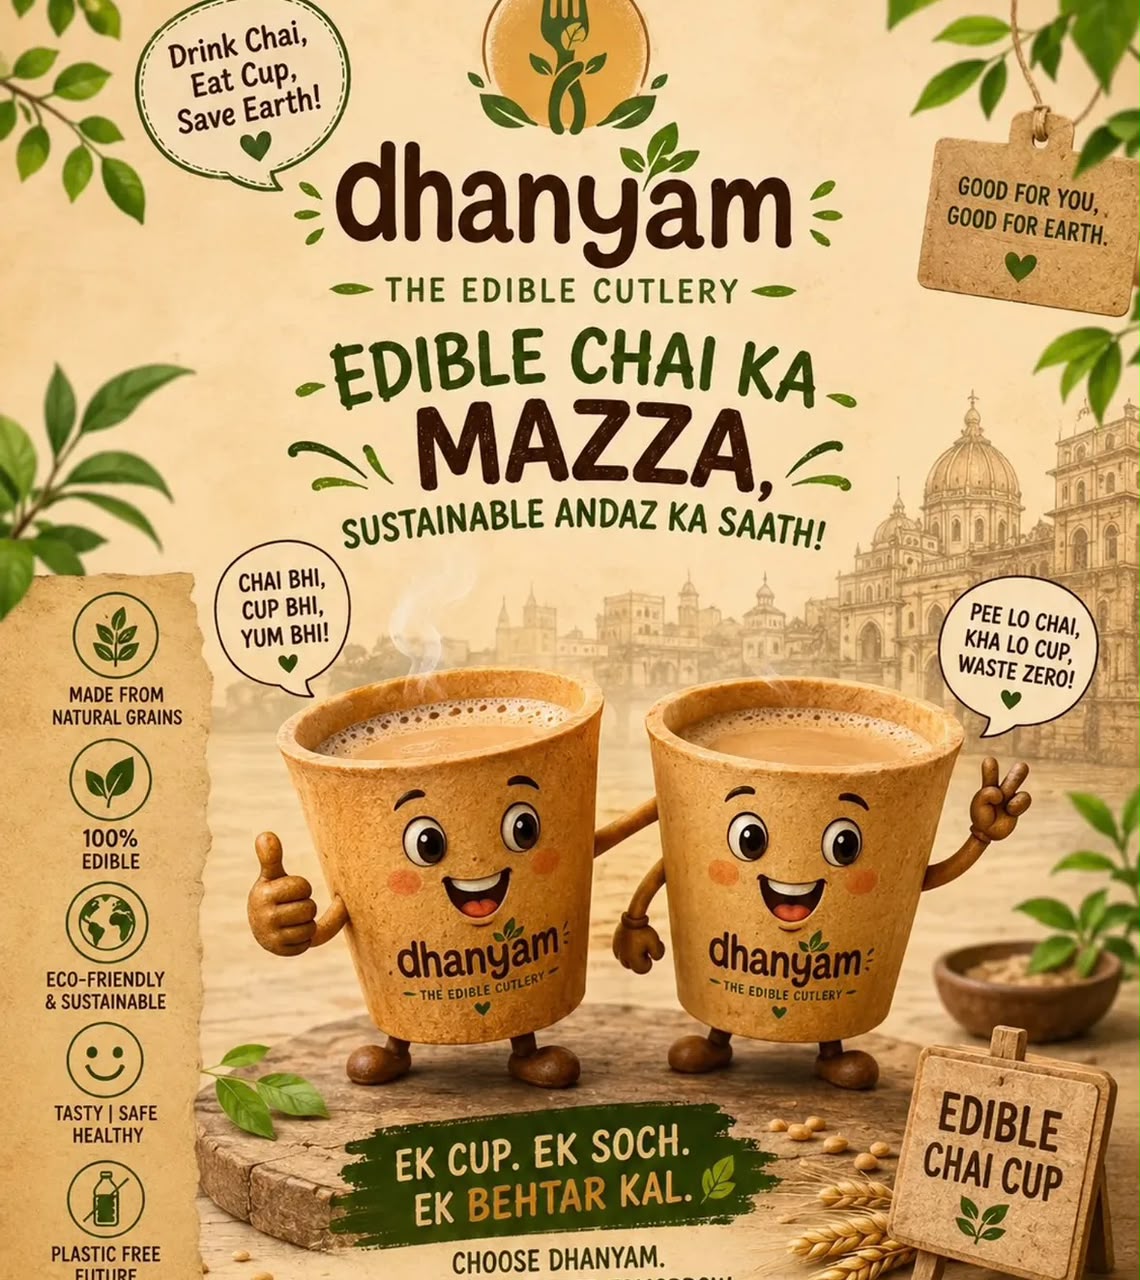 Drink Chai,
Eat Cup,
Save Earth!
dhanyam
THE EDIBLE CUTLERY
GOOD FOR YOU,
GOOD FOR EARTH.
EDIBLE CHAI KA
MAZZA,
SUSTAINABLE ANDAZ KA SAATH!
CHAI BHI,
CUP BHI,
YUM BHI!
PEE LO CHAI,
KHA LO CUP,
WASTE ZERO!
MADE FROM
NATURAL GRAINS
100%
EDIBLE
ECO-FRIENDLY
& SUSTAINABLE
TASTY | SAFE
HEALTHY
PLASTIC FREE
FUTURE
dhanyam
THE EDIBLE CUTLERY
dhanyam
THE EDIBLE CUTLERY
EK CUP. EK SOCH.
EK BEHTAR KAL.
EDIBLE
CHAI CUP
CHOOSE DHANYAM.